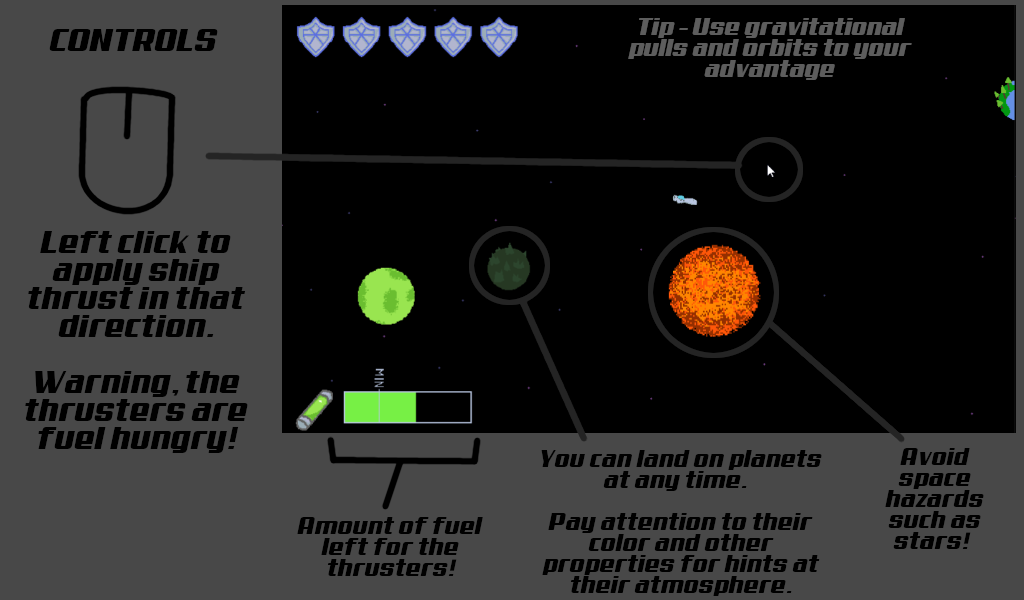 CONTROLS
Left click to
apply ship
thrust in that
direction.
Warning, the
thrusters are
fuel hungry!
Tip - Use gravitational
pulls and orbits to your
advantage
MIN
Amount of fuel
left for the
thrusters!
You can land on planets
at any time.
Pay attention to their
color and other
properties for hints at
their atmosphere.
Avoid
space
hazards
such as
stars!